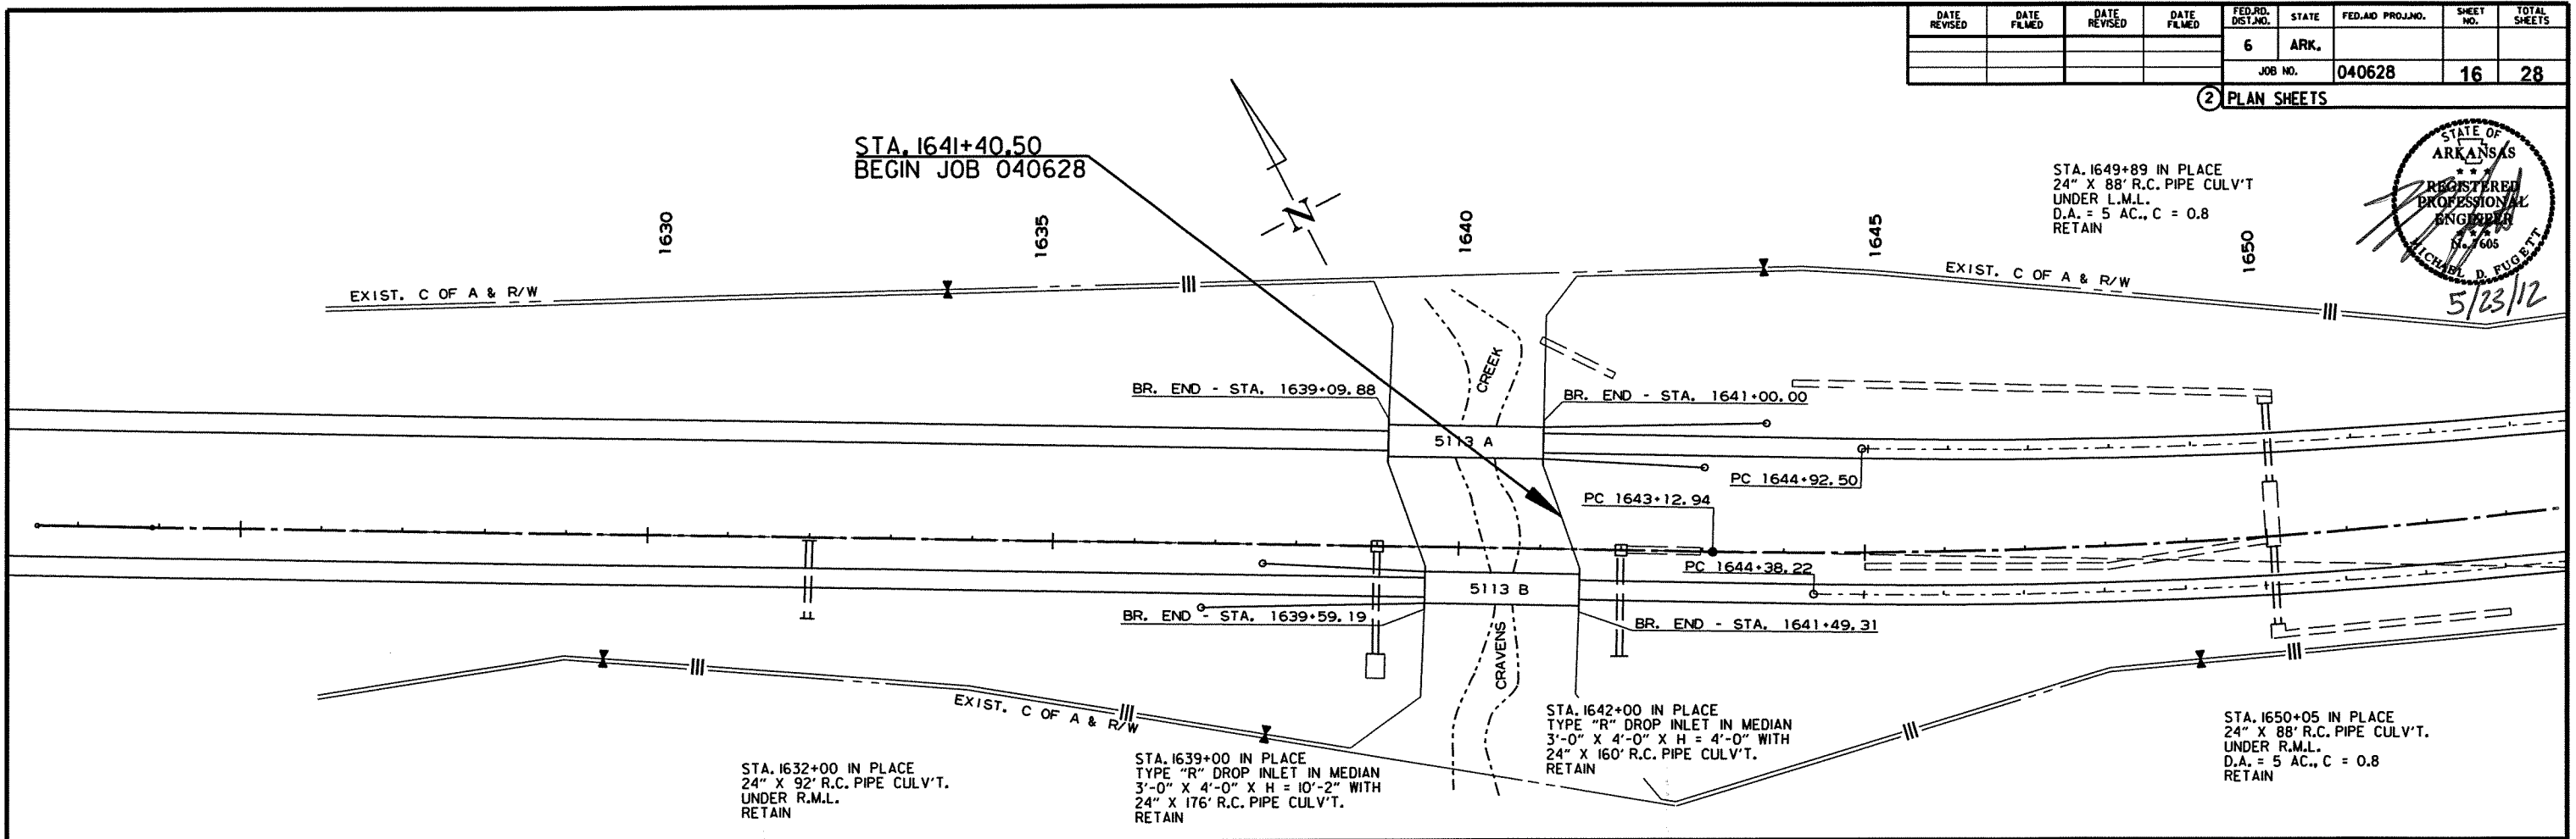 DATE REVISED
DATE FILMED
DATE REVISED
DATE FILMED
FED.RD. DIST.NO.
STATE
FED.AID PROJ.NO.
SHEET NO.
TOTAL SHEETS
6
ARK.
JOB NO.
040628
16
28
2
PLAN SHEETS
STATE OF
ARKANSAS
REGISTERED
PROFESSIONAL
ENGINEER
No. 7605
MICHAEL D. FUGETT
5/23/12
STA. 1641+40.50
BEGIN JOB 040628
N
STA. 1649+89 IN PLACE
24" X 88' R.C. PIPE CULV'T
UNDER L.M.L.
D.A. = 5 AC., C = 0.8
RETAIN
1630
1635
1640
1645
1650
EXIST. C OF A & R/W
EXIST. C OF A & R/W
CREEK
BR. END - STA. 1639+09.88
BR. END - STA. 1641+00.00
5113 A
PC 1644+92.50
PC 1643+12.94
PC 1644+38.22
5113 B
BR. END - STA. 1639+59.19
BR. END - STA. 1641+49.31
CRAVENS
EXIST. C OF A & R/W
STA. 1632+00 IN PLACE
24" X 92' R.C. PIPE CULV'T.
UNDER R.M.L.
RETAIN
STA. 1639+00 IN PLACE
TYPE "R" DROP INLET IN MEDIAN
3'-0" X 4'-0" X H = 10'-2" WITH
24" X 176' R.C. PIPE CULV'T.
RETAIN
STA. 1642+00 IN PLACE
TYPE "R" DROP INLET IN MEDIAN
3'-0" X 4'-0" X H = 4'-0" WITH
24" X 160' R.C. PIPE CULV'T.
RETAIN
STA. 1650+05 IN PLACE
24" X 88' R.C. PIPE CULV'T.
UNDER R.M.L.
D.A. = 5 AC., C = 0.8
RETAIN